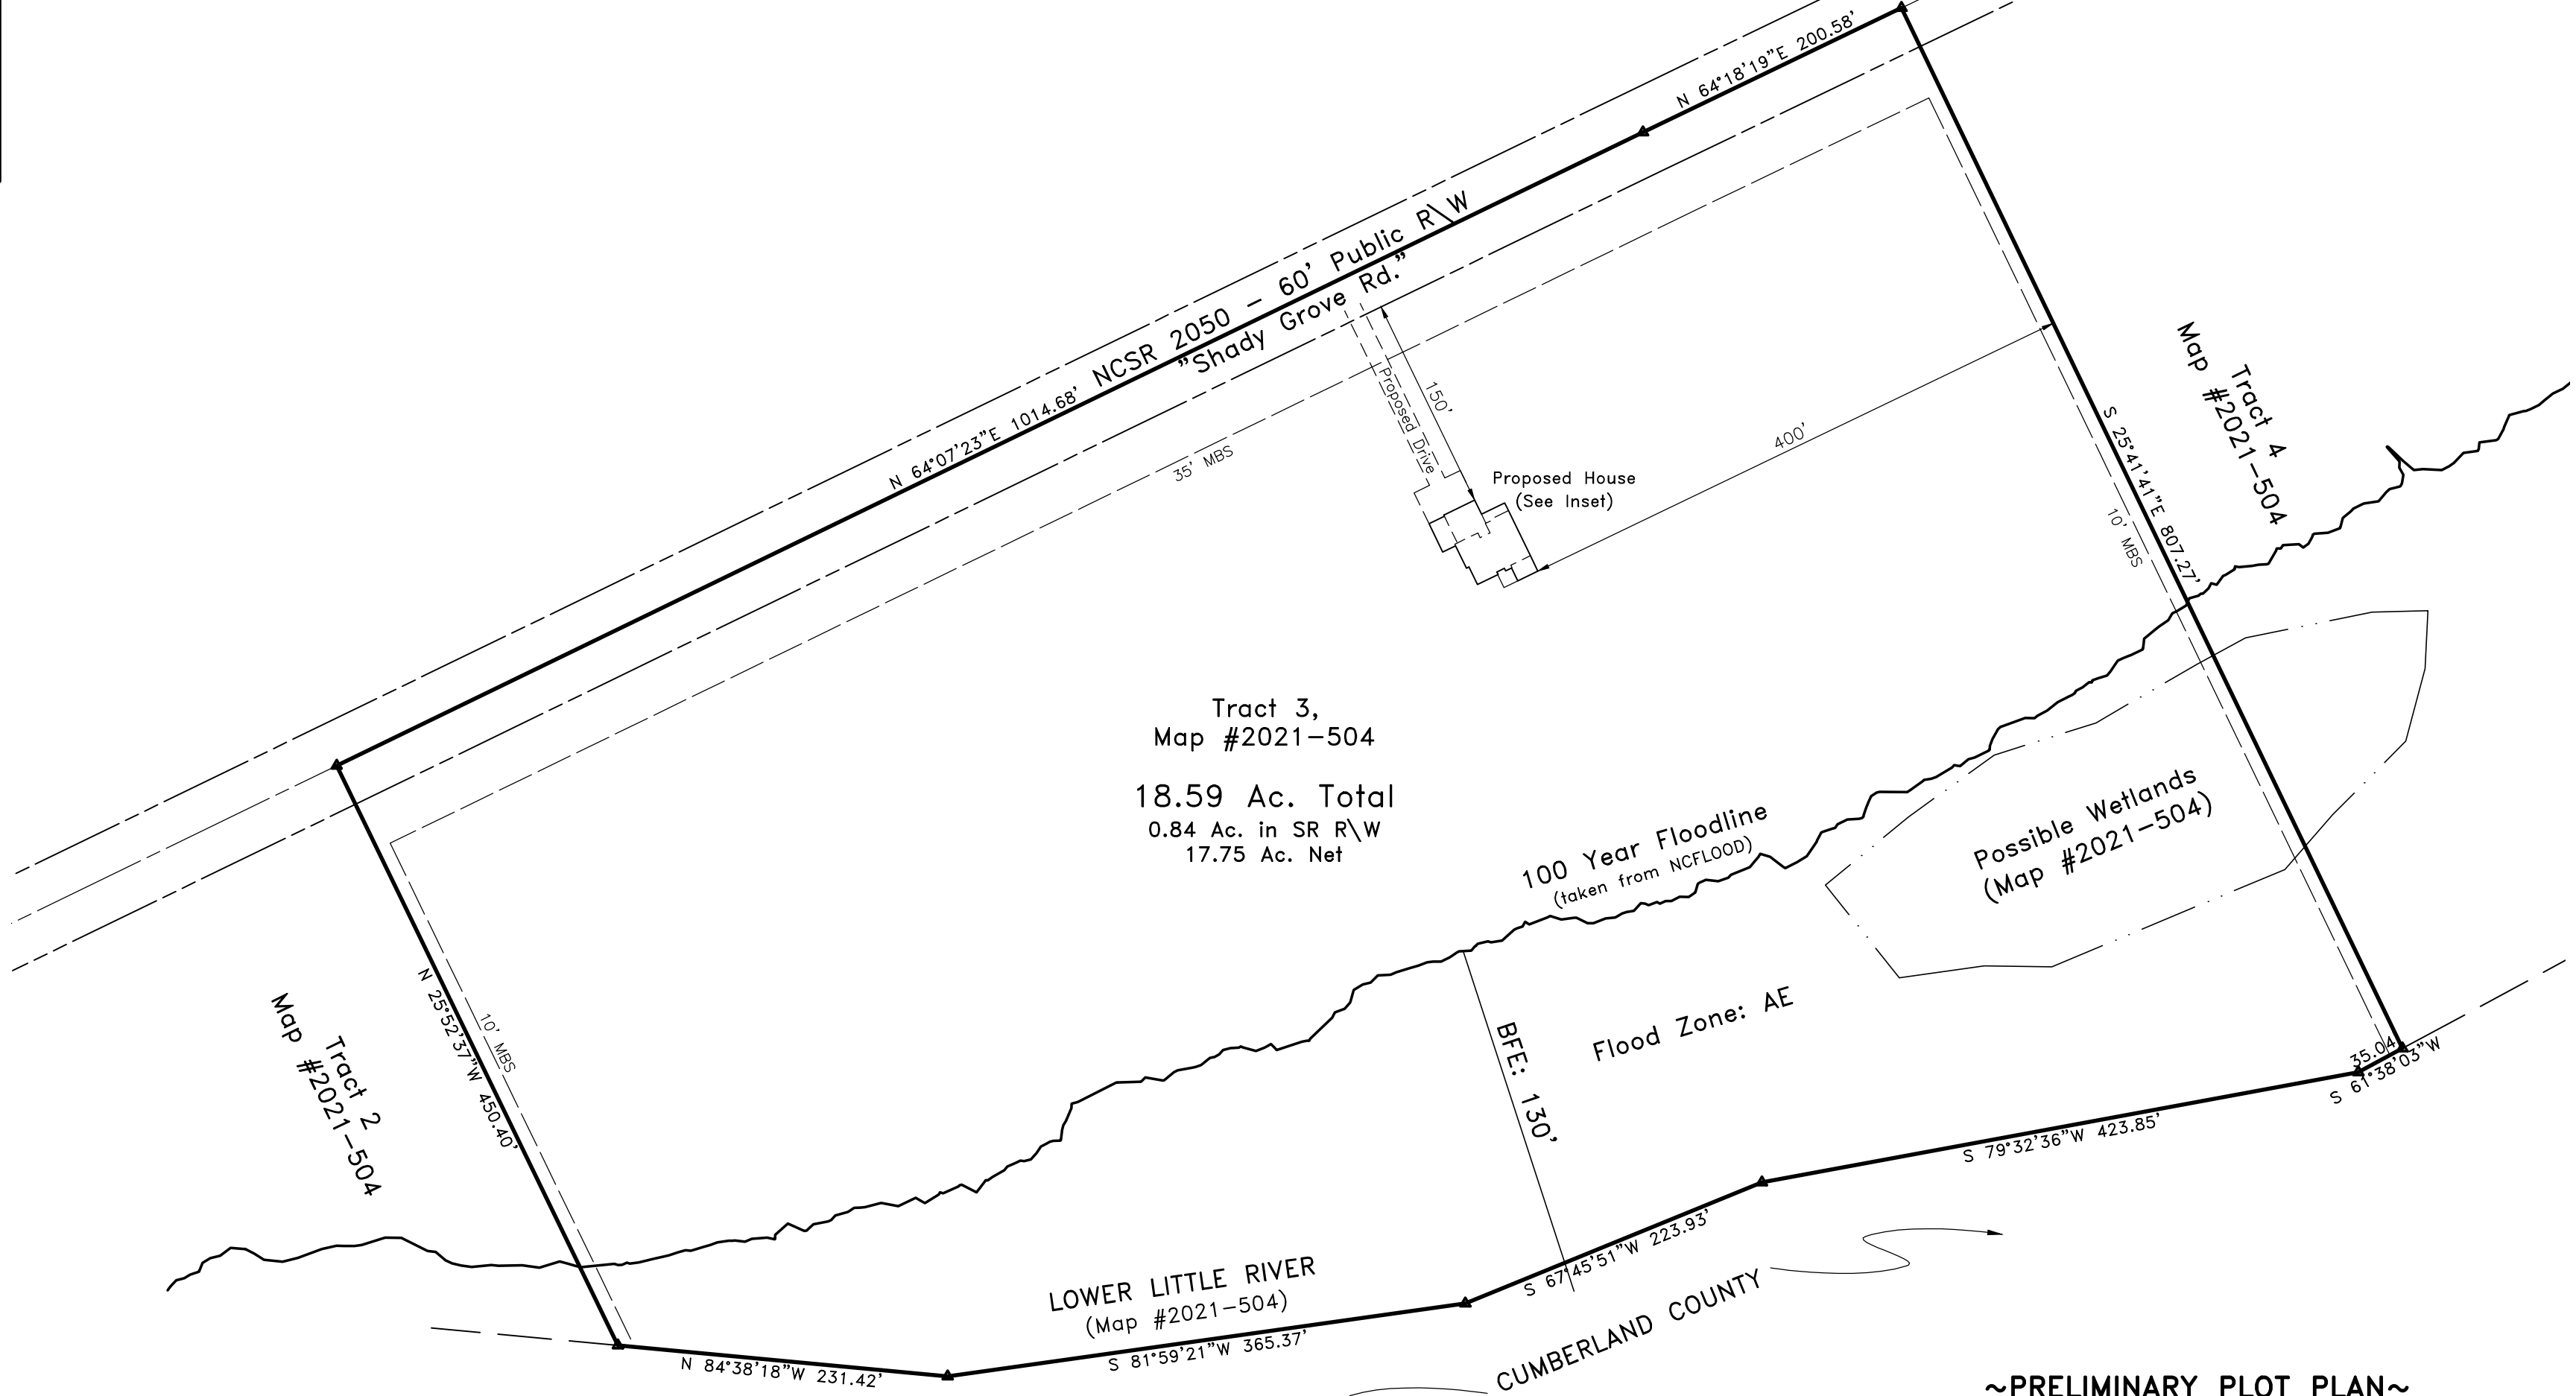 N 64°18'19"E 200.58'
NCSR 2050 - 60' Public R\W
"Shady Grove Rd."
N 64°07'23"E 1014.68'
35' MBS
Proposed Drive
150'
400'
Proposed House
(See Inset)
Tract 4
Map #2021-504
S 25°41'41"E 807.27'
10' MBS
Tract 3,
Map #2021-504
18.59 Ac. Total
0.84 Ac. in SR R\W
17.75 Ac. Net
100 Year Floodline
(taken from NCFLOOD)
Possible Wetlands
(Map #2021-504)
Flood Zone: AE
BFE: 130'
N 25°52'37"W 450.40'
10' MBS
Tract 2
Map #2021-504
35.04'
S 61°38'03"W
S 79°32'36"W 423.85'
S 67°45'51"W 223.93'
LOWER LITTLE RIVER
(Map #2021-504)
S 81°59'21"W 365.37'
N 84°38'18"W 231.42'
CUMBERLAND COUNTY
~PRELIMINARY PLOT PLAN~